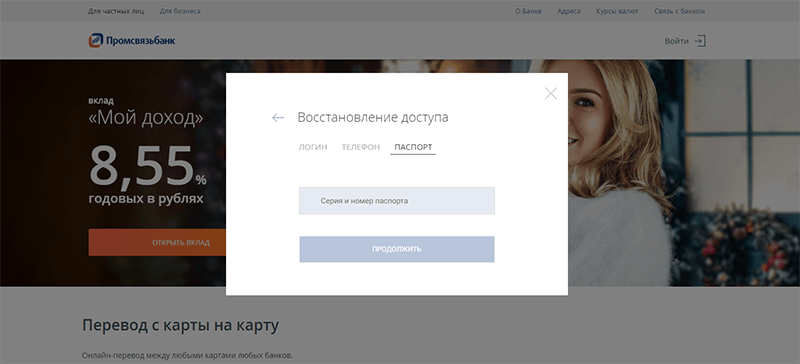 Для частных лиц Для бизнеса О Банке Адреса Курсы валют Связь с банком
Промсвязьбанк Войти
вклад
«Мой доход»
8,55%
годовых в рублях
ОТКРЫТЬ ВКЛАД
Восстановление доступа
ЛОГИН ТЕЛЕФОН ПАСПОРТ
Серия и номер паспорта
ПРОДОЛЖИТЬ
Перевод с карты на карту
Онлайн-перевод между любыми картами любых банков.